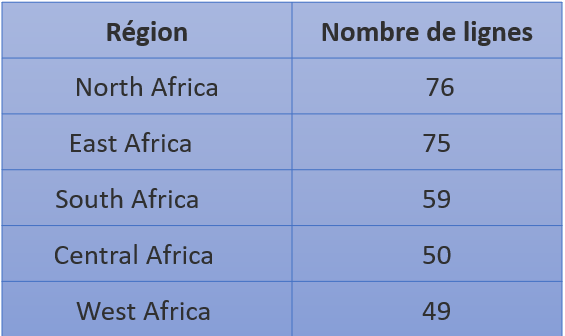 Région Nombre de lignes
North Africa 76
East Africa 75
South Africa 59
Central Africa 50
West Africa 49